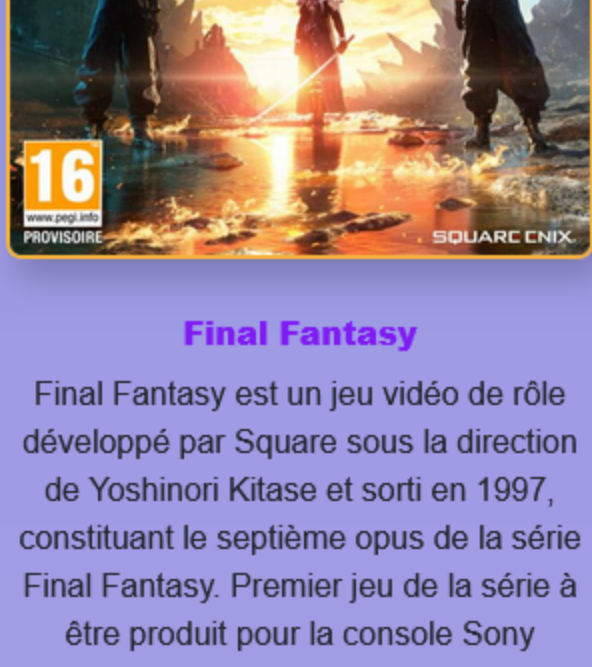 16
www.pegi.info
PROVISOIRE
SQUARE ENIX
Final Fantasy
Final Fantasy est un jeu vidéo de rôle
développé par Square sous la direction
de Yoshinori Kitase et sorti en 1997,
constituant le septième opus de la série
Final Fantasy. Premier jeu de la série à
être produit pour la console Sony